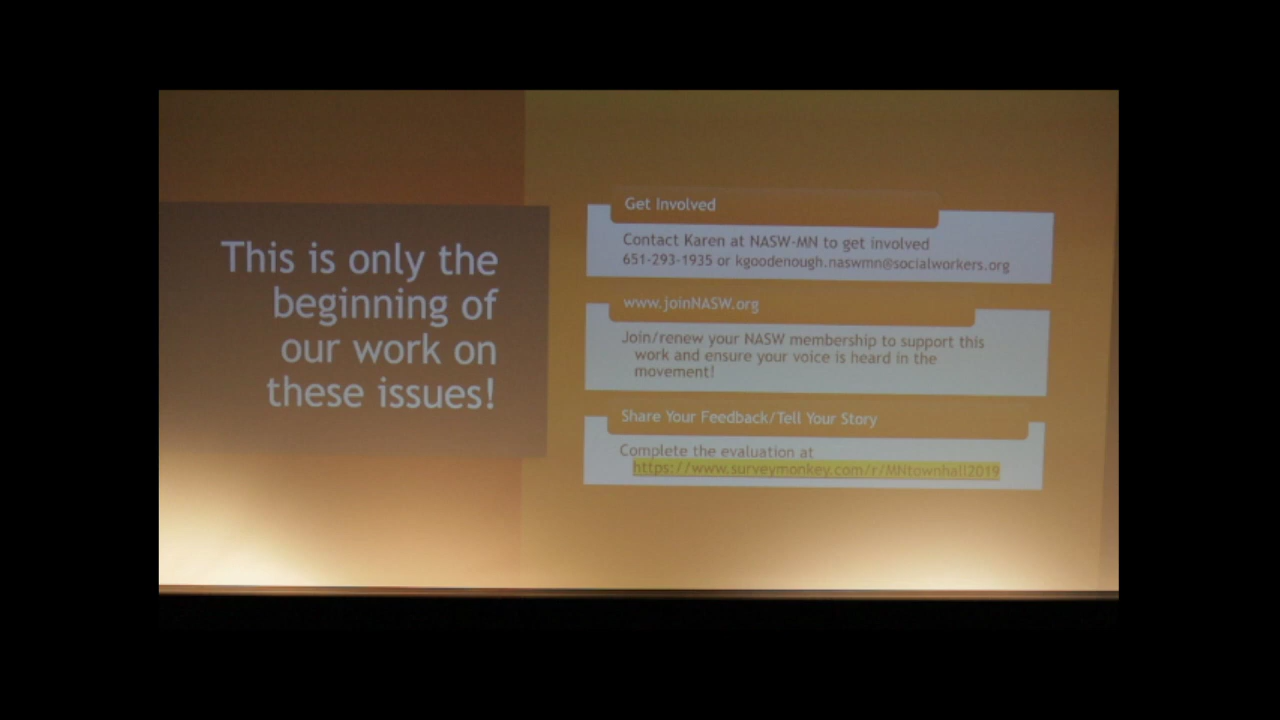 This is only the
beginning of
our work on
these issues!
Get Involved
Contact Karen at NASW-MN to get involved
651-293-1935 or kgoodenough.naswmn@socialworkers.org
www.joinNASW.org
Join/renew your NASW membership to support this
work and ensure your voice is heard in the
movement!
Share Your Feedback/Tell Your Story
Complete the evaluation at
https://www.surveymonkey.com/r/MNtownhall2019